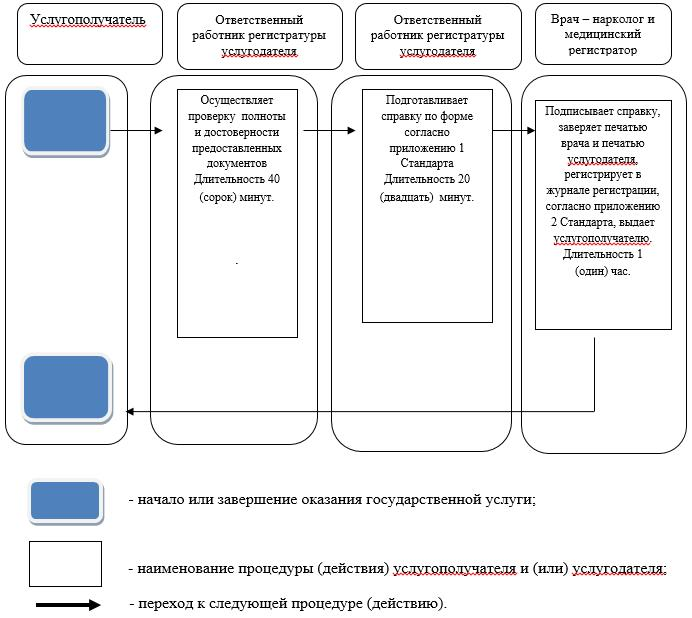 Услугополучатель
Ответственный
работник регистратуры
услугодателя
Ответственный
работник регистратуры
услугодателя
Врач – нарколог и
медицинский
регистратор
Осуществляет
проверку полноты
и достоверности
предоставленных
документов
Длительность 40
(сорок) минут.
.
Подготавливает
справку по форме
согласно
приложению 1
Стандарта
Длительность 20
(двадцать) минут.
Подписывает справку,
заверяет печатью
врача и печатью
услугодателя,
регистрирует в
журнале регистрации,
согласно приложению
2 Стандарта, выдает
услугополучателю.
Длительность 1
(один) час.
- начало или завершение оказания государственной услуги;
- наименование процедуры (действия) услугополучателя и (или) услугодателя;
- переход к следующей процедуре (действию).